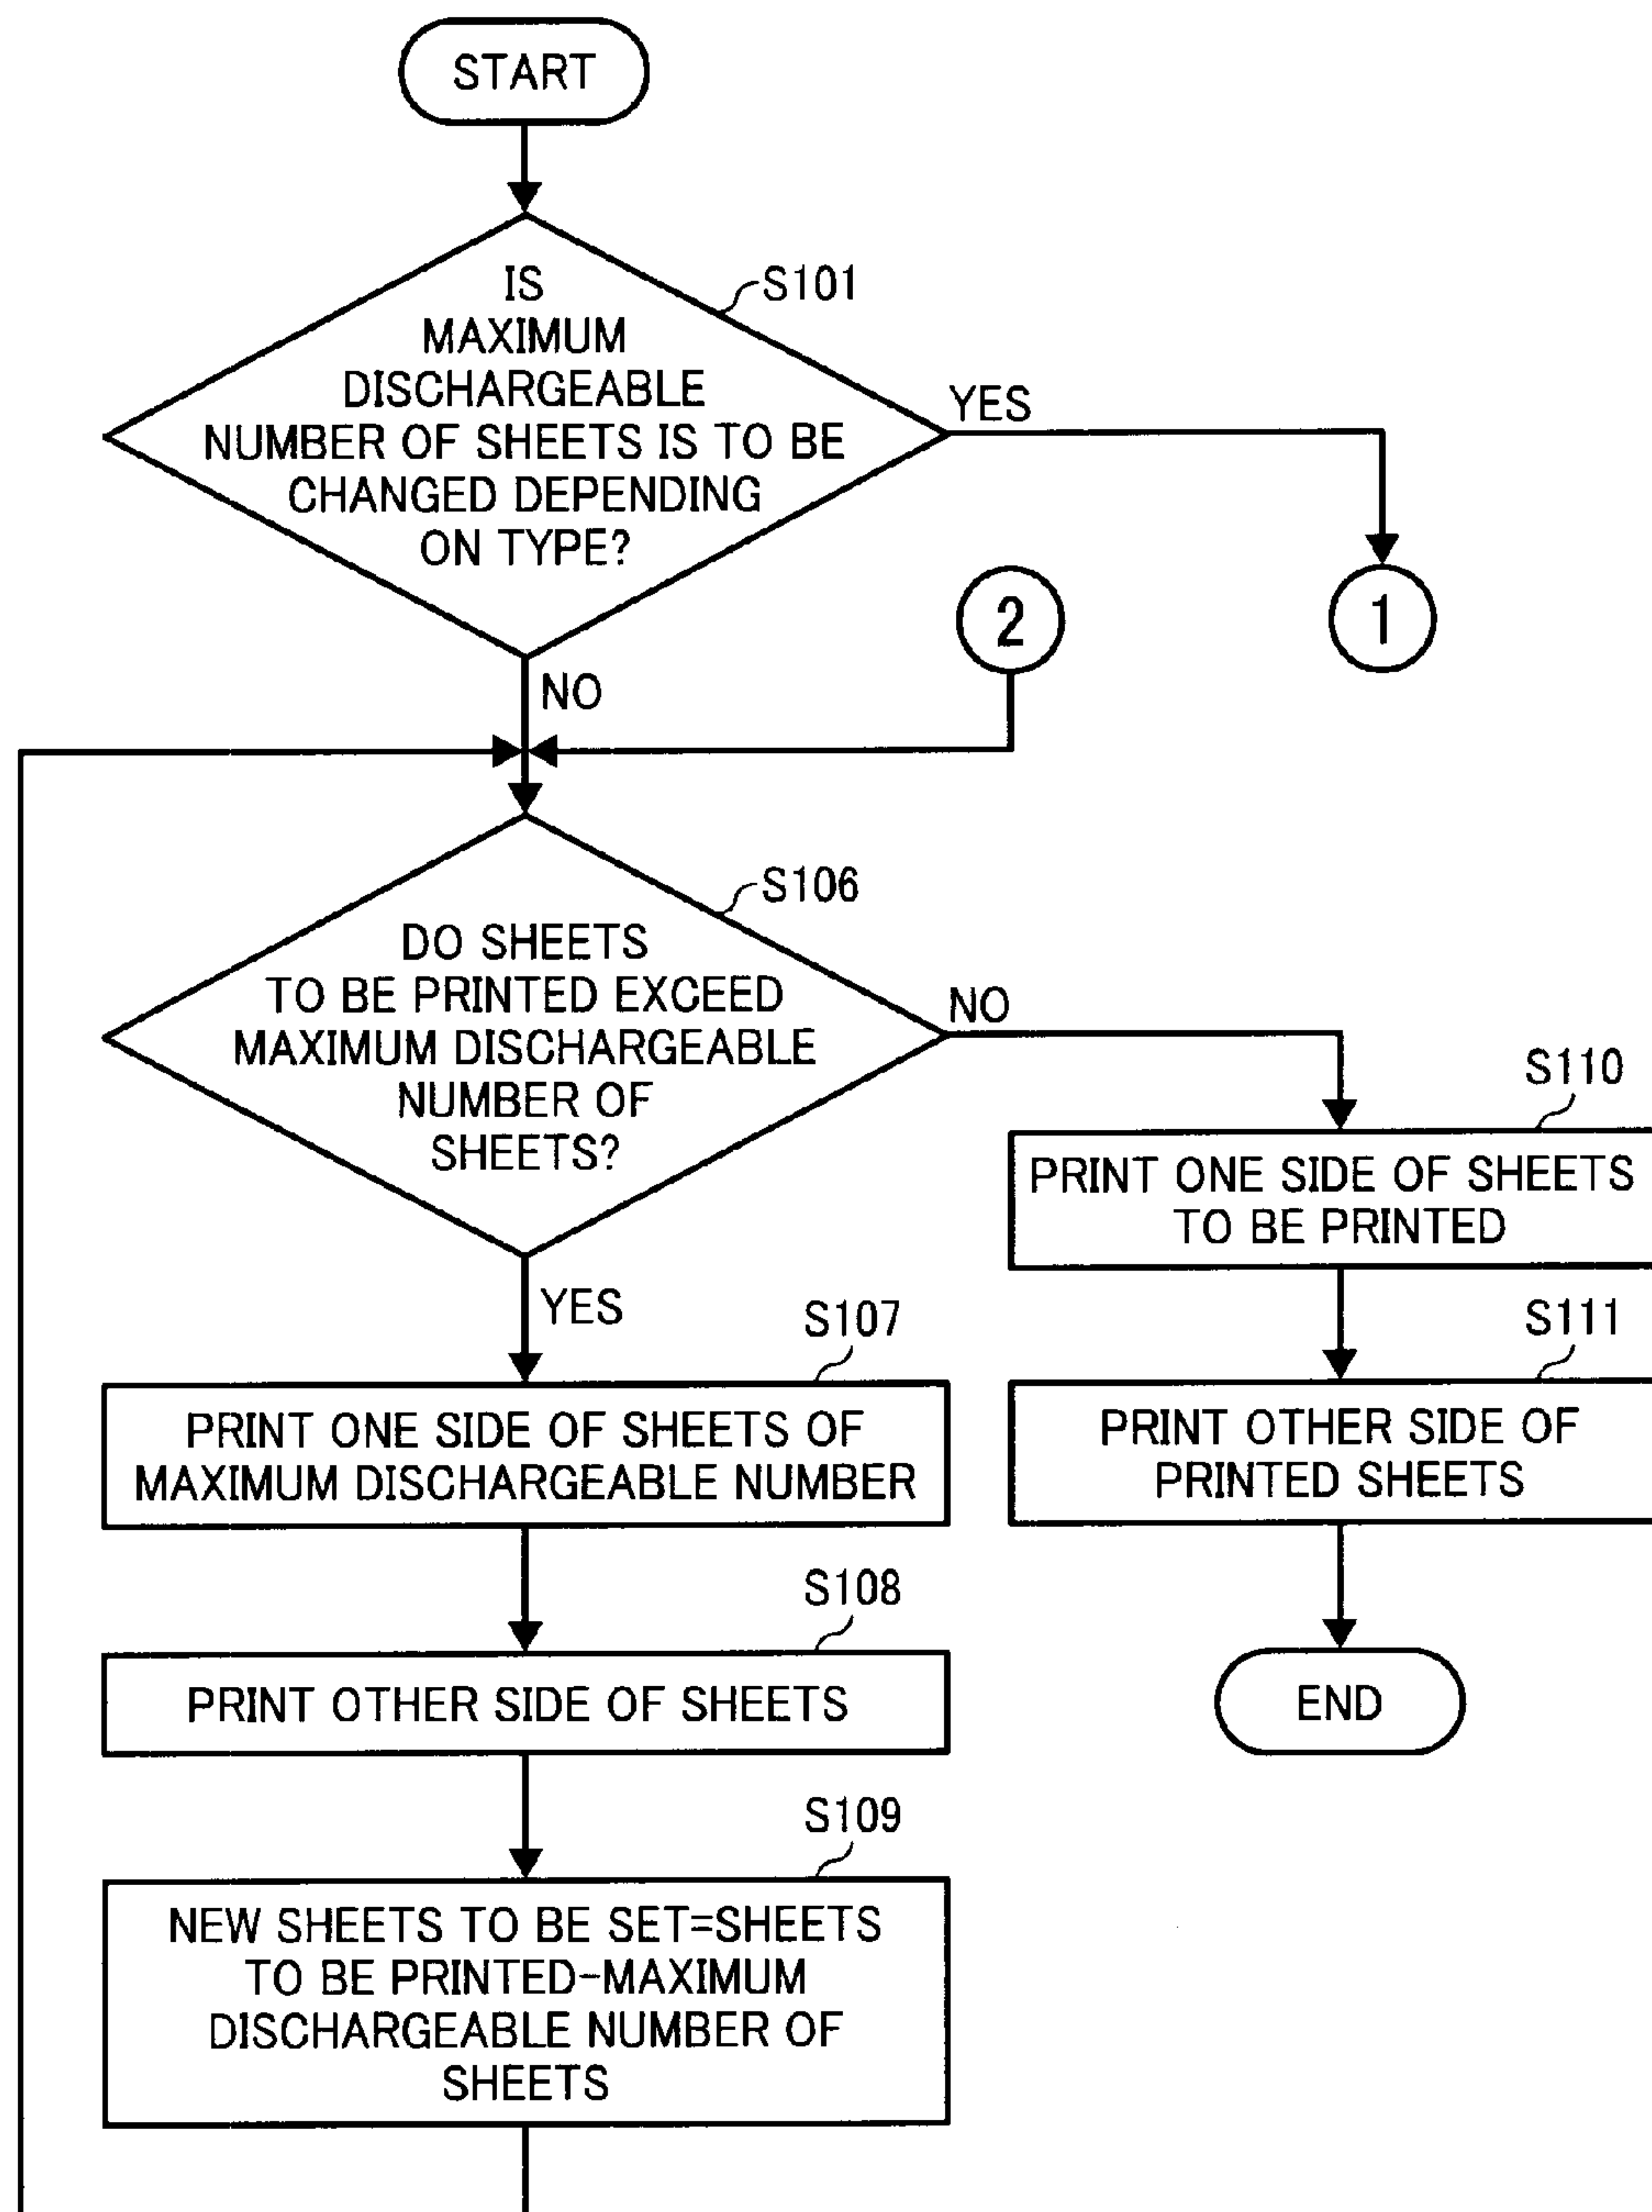 START
S101
IS
MAXIMUM
DISCHARGEABLE
NUMBER OF SHEETS IS TO BE
CHANGED DEPENDING
ON TYPE?
YES
1
2
NO
S106
DO SHEETS
TO BE PRINTED EXCEED
MAXIMUM DISCHARGEABLE
NUMBER OF
SHEETS?
NO
S110
PRINT ONE SIDE OF SHEETS
TO BE PRINTED
YES
S107
PRINT ONE SIDE OF SHEETS OF
MAXIMUM DISCHARGEABLE NUMBER
S111
PRINT OTHER SIDE OF
PRINTED SHEETS
S108
PRINT OTHER SIDE OF SHEETS
END
S109
NEW SHEETS TO BE SET=SHEETS
TO BE PRINTED-MAXIMUM
DISCHARGEABLE NUMBER OF
SHEETS